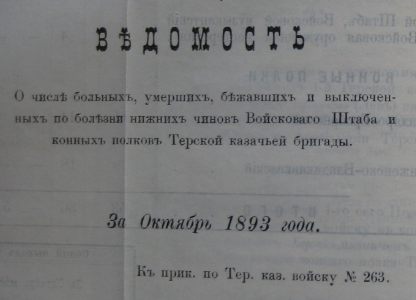 ВѢДОМОСТЬ
О числѣ больныхъ, умершихъ, бѣжавшихъ и выключен-
ныхъ по болѣзни нижнихъ чиновъ Войсковаго Штаба и
конныхъ полковъ Терской казачьей бригады.
За Октябрь 1893 года.
Къ прик. по Тер. каз. войску № 263.